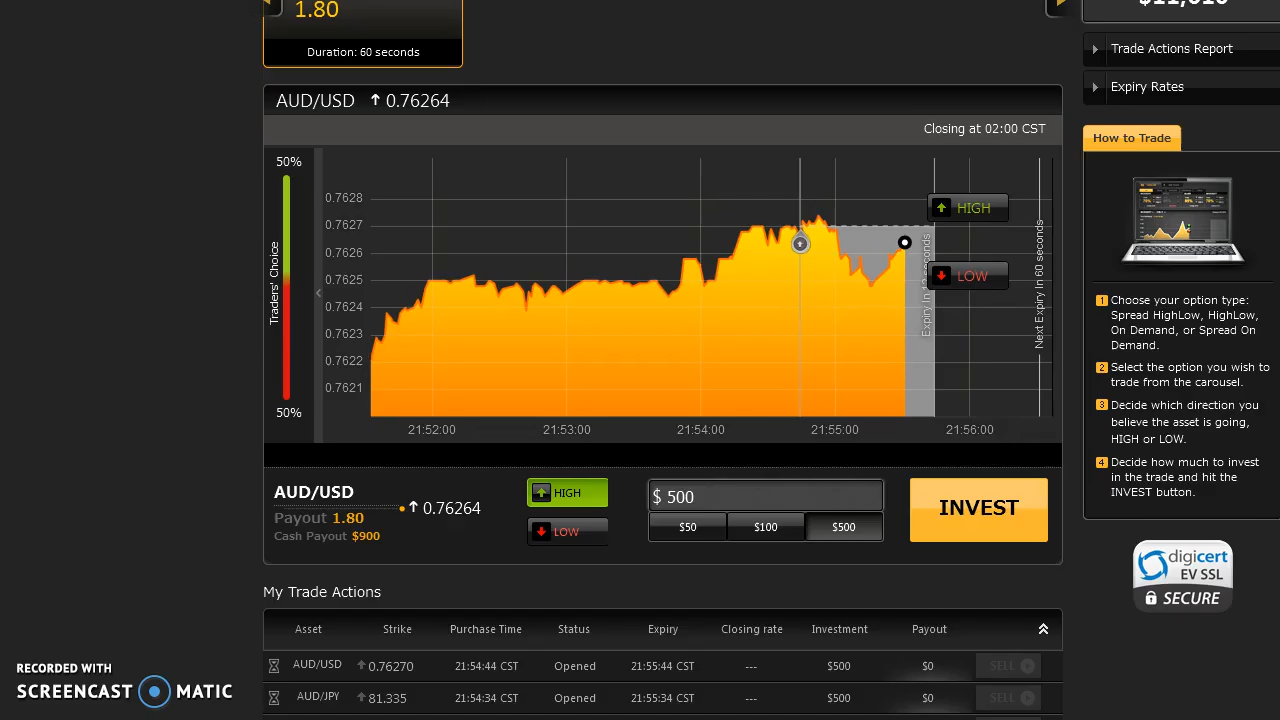 1.80
Duration: 60 seconds
Trade Actions Report
Expiry Rates
AUD/USD 0.76264
Closing at 02:00 CST
50%
Traders' Choice
50%
0.7628
0.7627
0.7626
0.7625
0.7624
0.7623
0.7622
0.7621
HIGH
LOW
Next Expiry In 60 seconds
21:52:00
21:53:00
21:54:00
21:55:00
21:56:00
How to Trade
1 Choose your option type:
Spread HighLow, HighLow,
On Demand, or Spread On
Demand.
2 Select the option you wish to
trade from the carousel.
3 Decide which direction you
believe the asset is going,
HIGH or LOW.
4 Decide how much to invest
in the trade and hit the
INVEST button.
digicert
EV SSL
SECURE
AUD/USD
Payout 1.80
Cash Payout $900
0.76264
HIGH
LOW
$ 500
$50 $100 $500
INVEST
My Trade Actions
Asset Strike Purchase Time Status Expiry Closing rate Investment Payout
AUD/USD 0.76270 21:54:44 CST Opened 21:55:44 CST --- $500 $0 SELL
AUD/JPY 81.335 21:54:34 CST Opened 21:55:34 CST --- $500 $0 SELL
RECORDED WITH
SCREENCAST MATIC